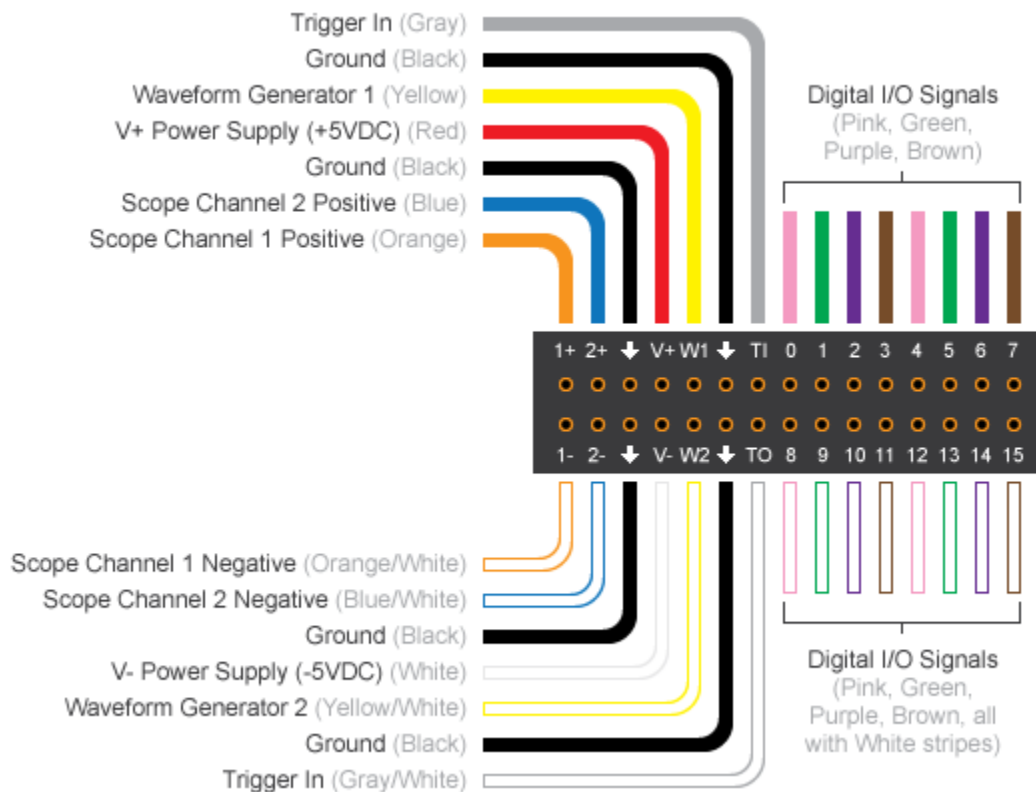 Trigger In (Gray)
Ground (Black)
Waveform Generator 1 (Yellow)
V+ Power Supply (+5VDC) (Red)
Ground (Black)
Scope Channel 2 Positive (Blue)
Scope Channel 1 Positive (Orange)
Digital I/O Signals
(Pink, Green,
Purple, Brown)
1+ 2+ ↓ V+ W1 ↓ TI 0 1 2 3 4 5 6 7
1- 2- ↓ V- W2 ↓ TO 8 9 10 11 12 13 14 15
Scope Channel 1 Negative (Orange/White)
Scope Channel 2 Negative (Blue/White)
Ground (Black)
V- Power Supply (-5VDC) (White)
Waveform Generator 2 (Yellow/White)
Ground (Black)
Trigger In (Gray/White)
Digital I/O Signals
(Pink, Green,
Purple, Brown, all
with White stripes)